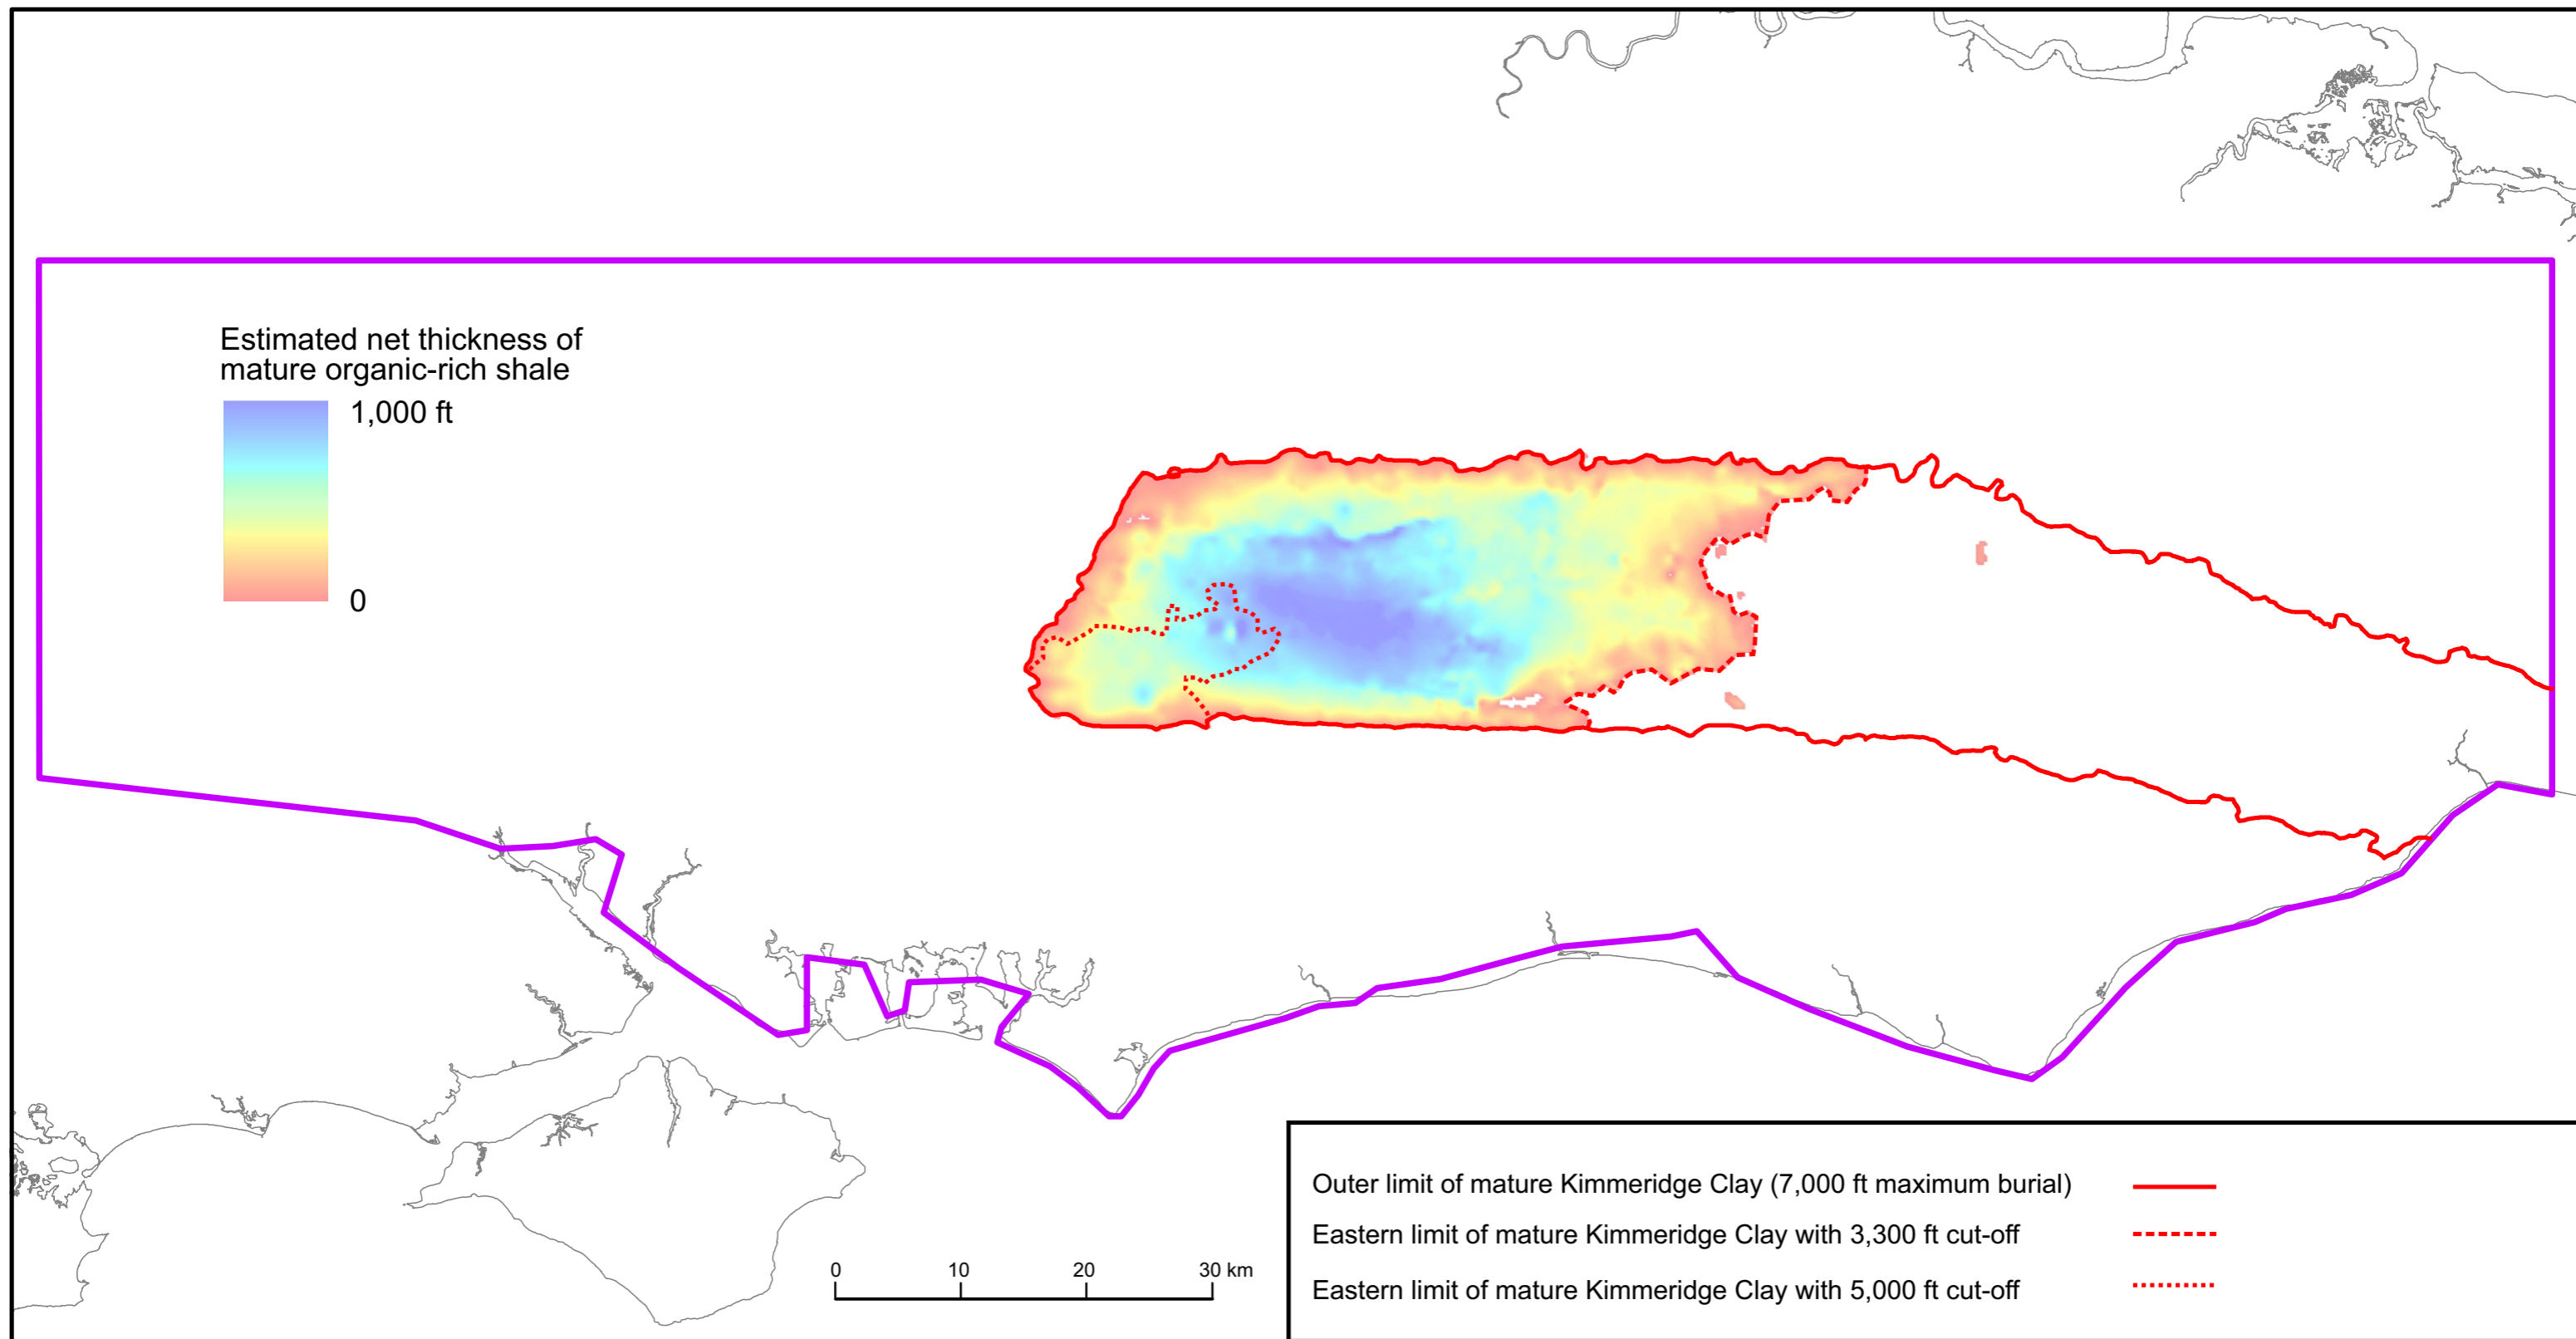 Estimated net thickness of
mature organic-rich shale
1,000 ft
0
Outer limit of mature Kimmeridge Clay (7,000 ft maximum burial)
Eastern limit of mature Kimmeridge Clay with 3,300 ft cut-off
Eastern limit of mature Kimmeridge Clay with 5,000 ft cut-off
0 10 20 30 km